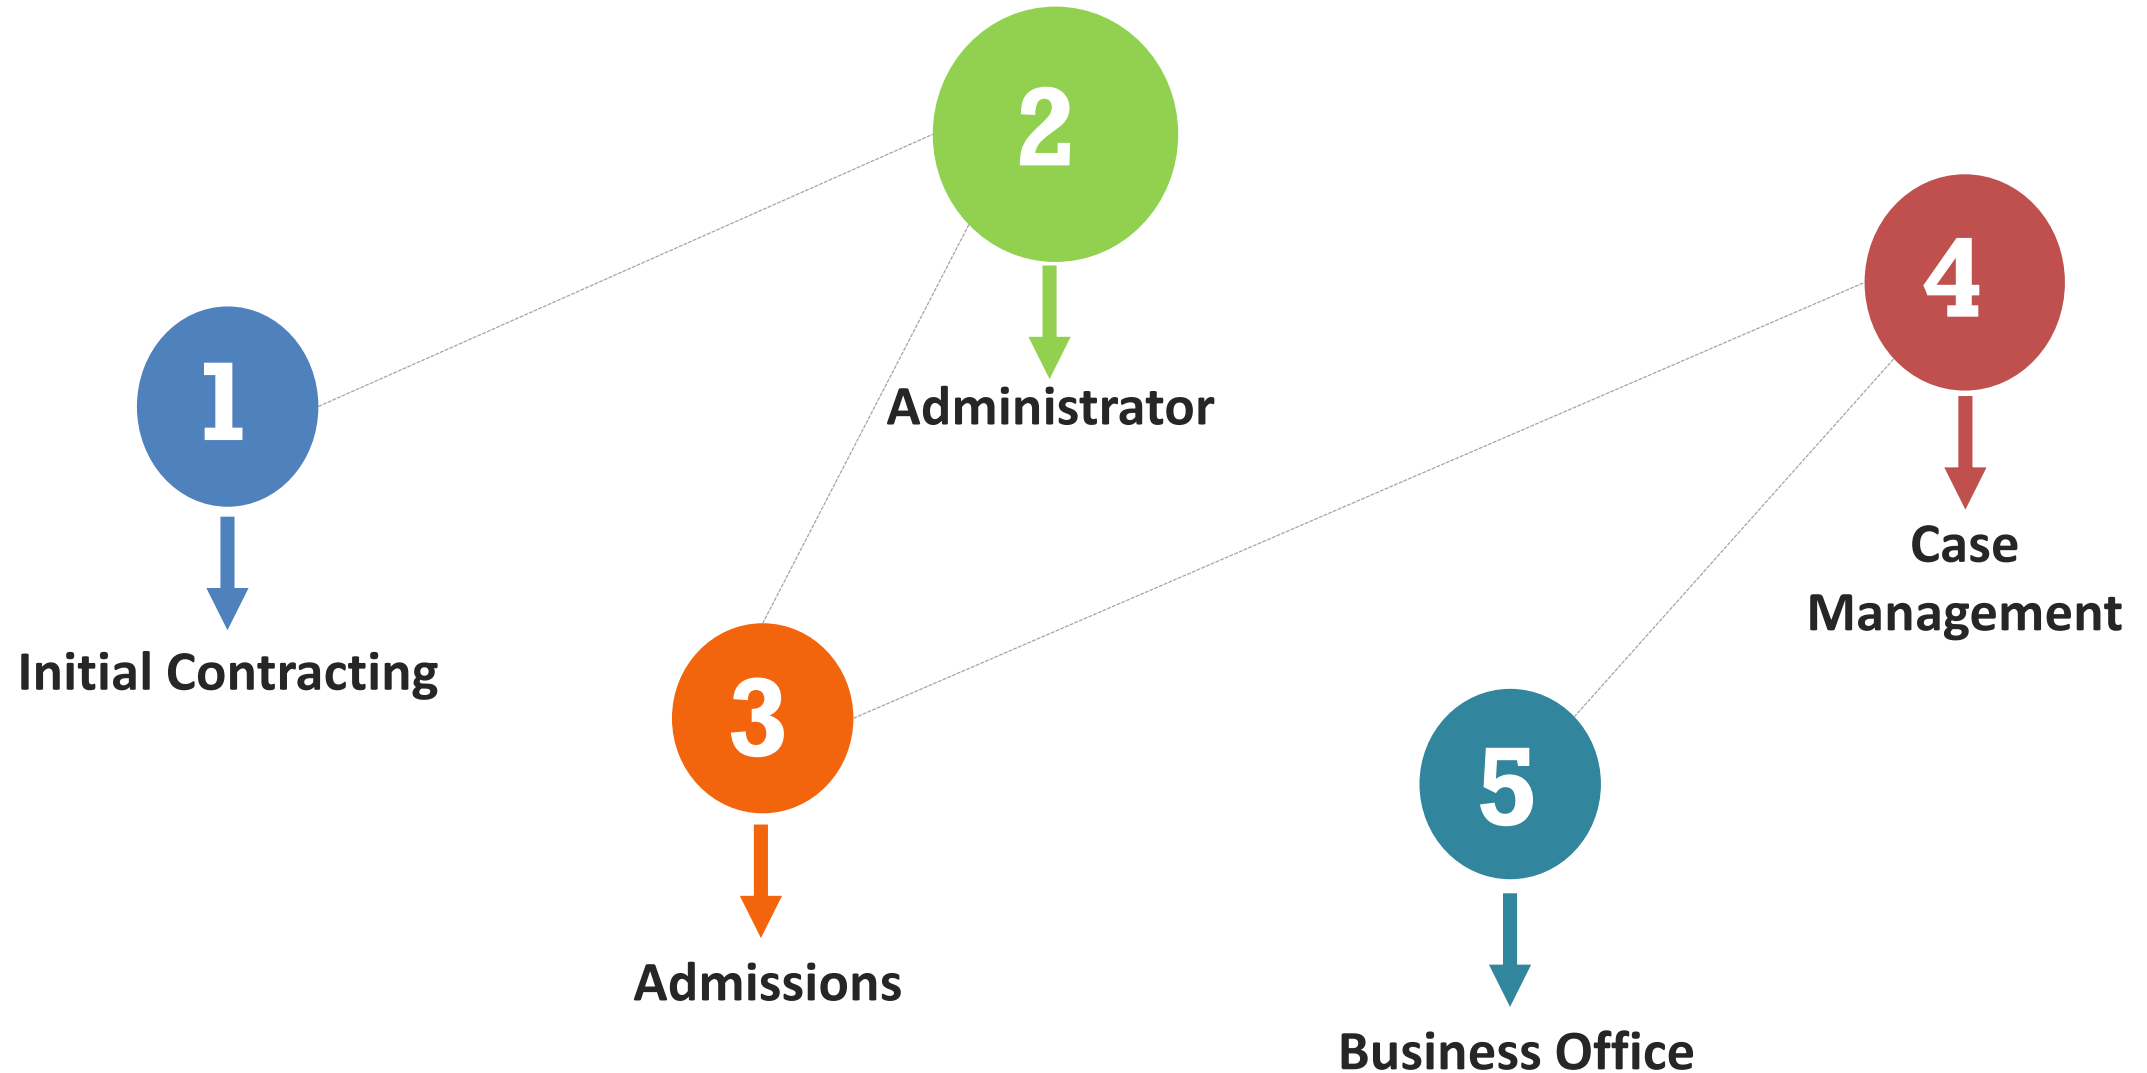 1
Initial Contracting
2
Administrator
3
Admissions
4
Case
Management
5
Business Office